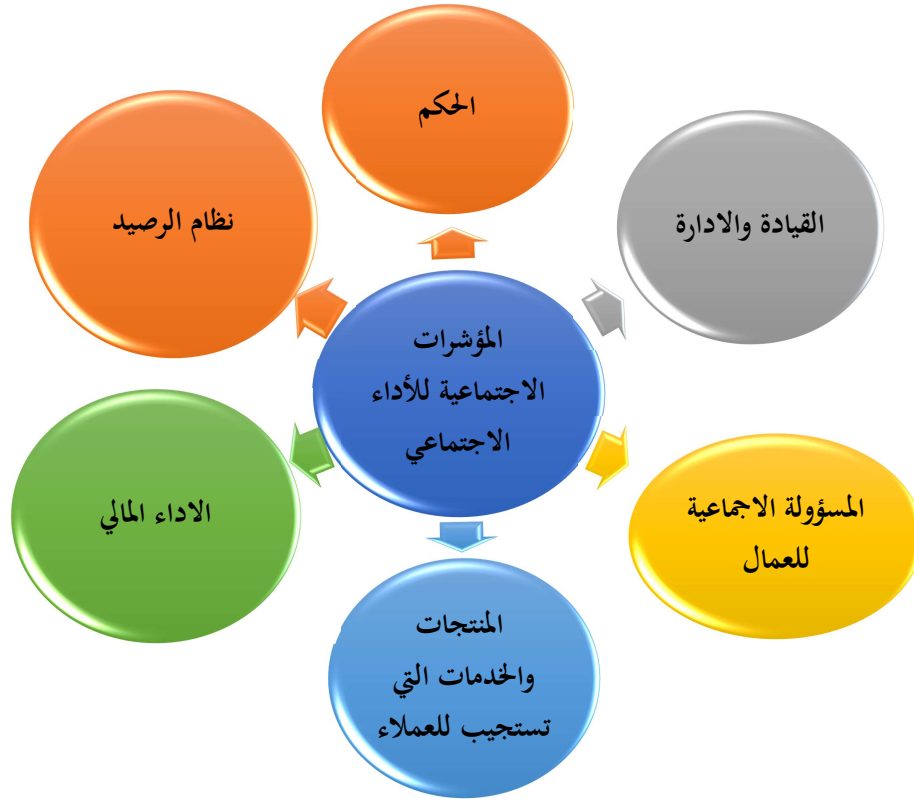 الحكم
القيادة والادارة
نظام الرصيد
المؤشرات
الاجتماعية للأداء
الاجتماعي
المسؤولة الاجماعية
للعمال
الاداء المالي
المنتجات
والخدمات التي
تستجيب للعملاء